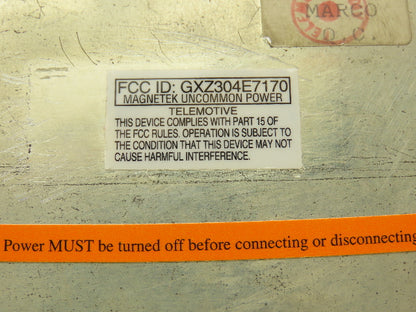 MARCO
Q.C
FCC ID: GXZ304E7170
MAGNETEK UNCOMMON POWER
TELEMOTIVE
THIS DEVICE COMPLIES WITH PART 15 OF
THE FCC RULES. OPERATION IS SUBJECT TO
THE CONDITION THAT THIS DEVICE MAY NOT
CAUSE HARMFUL INTERFERENCE.
Power MUST be turned off before connecting or disconnecting